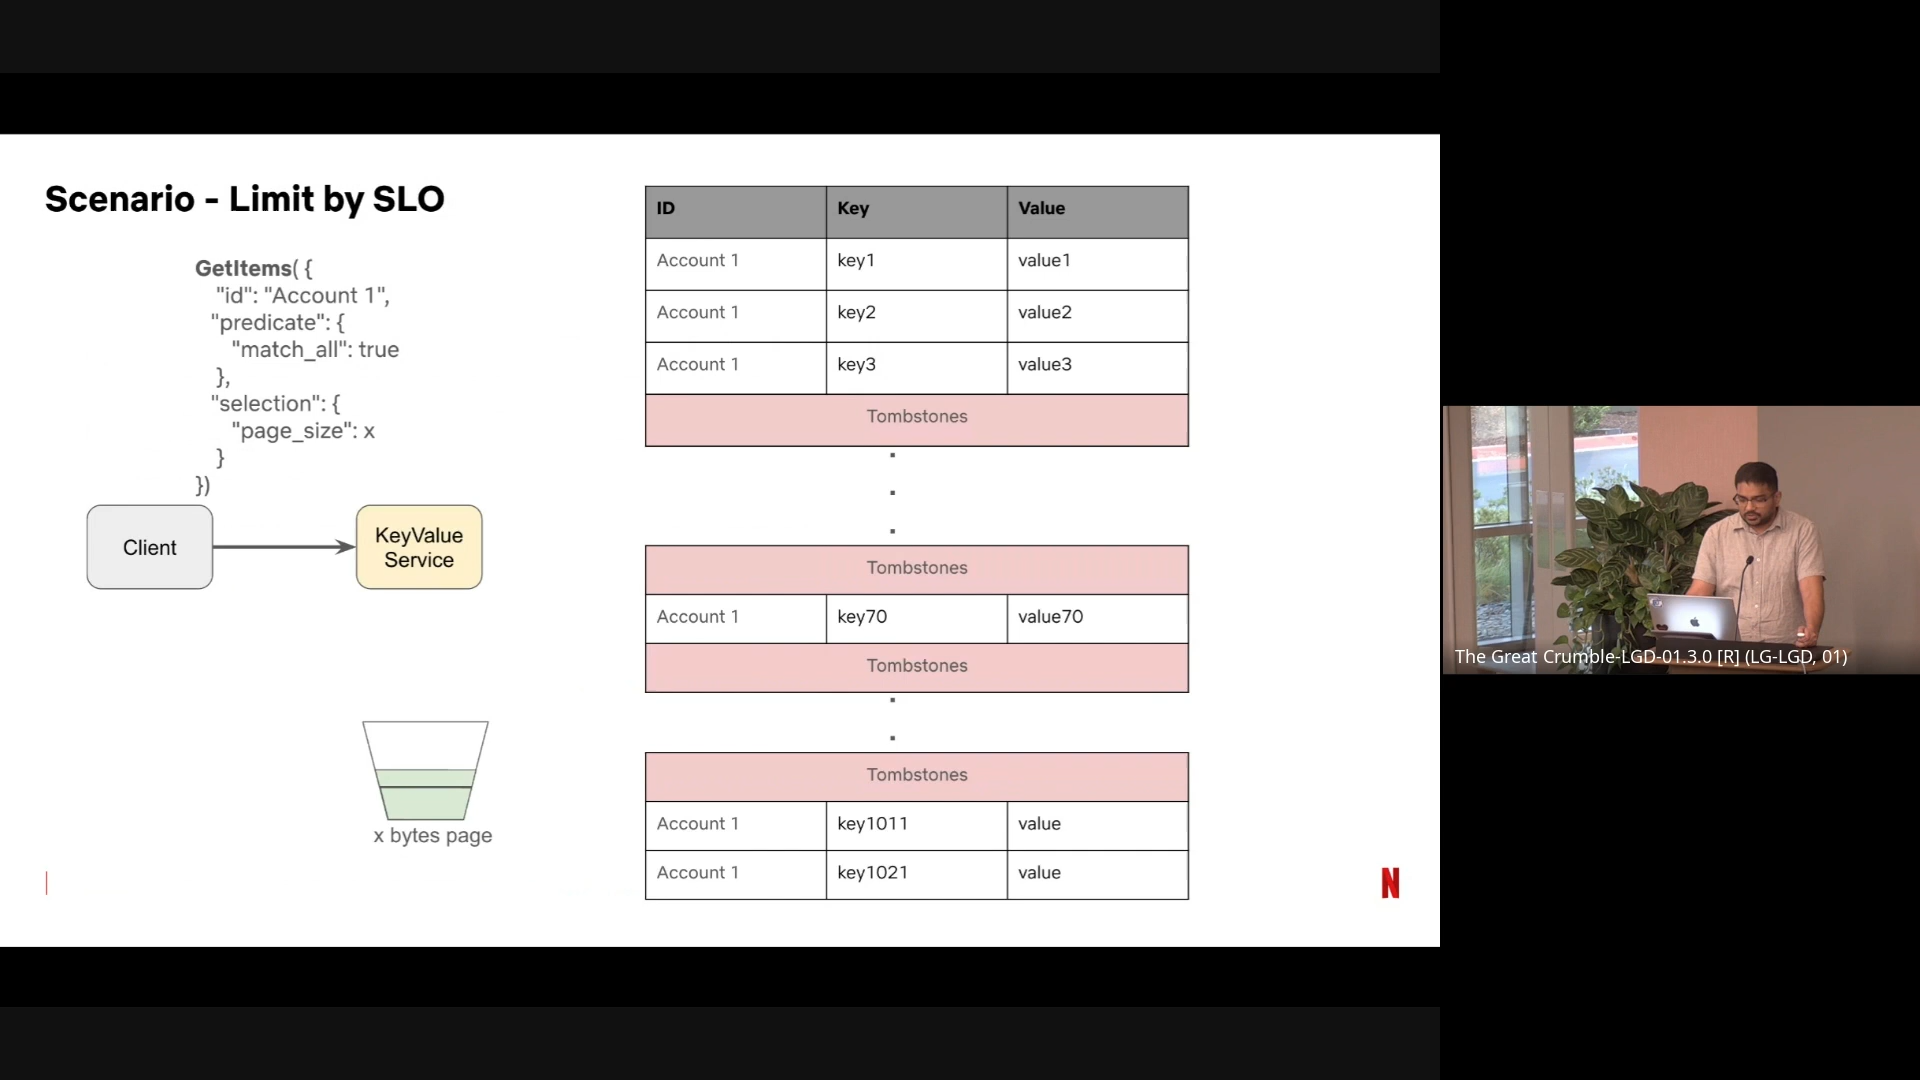 Scenario - Limit by SLO
GetItems( {
"id": "Account 1",
"predicate": {
"match_all": true
},
"selection": {
"page_size": x
}
})
Client
KeyValue
Service
x bytes page
ID Key Value
Account 1 key1 value1
Account 1 key2 value2
Account 1 key3 value3
Tombstones
.
.
.
Tombstones
Account 1 key70 value70
Tombstones
.
.
Tombstones
Account 1 key1011 value
Account 1 key1021 value
N
The Great Crumble-LGD-01.3.0 [R] (LG-LGD, 01)